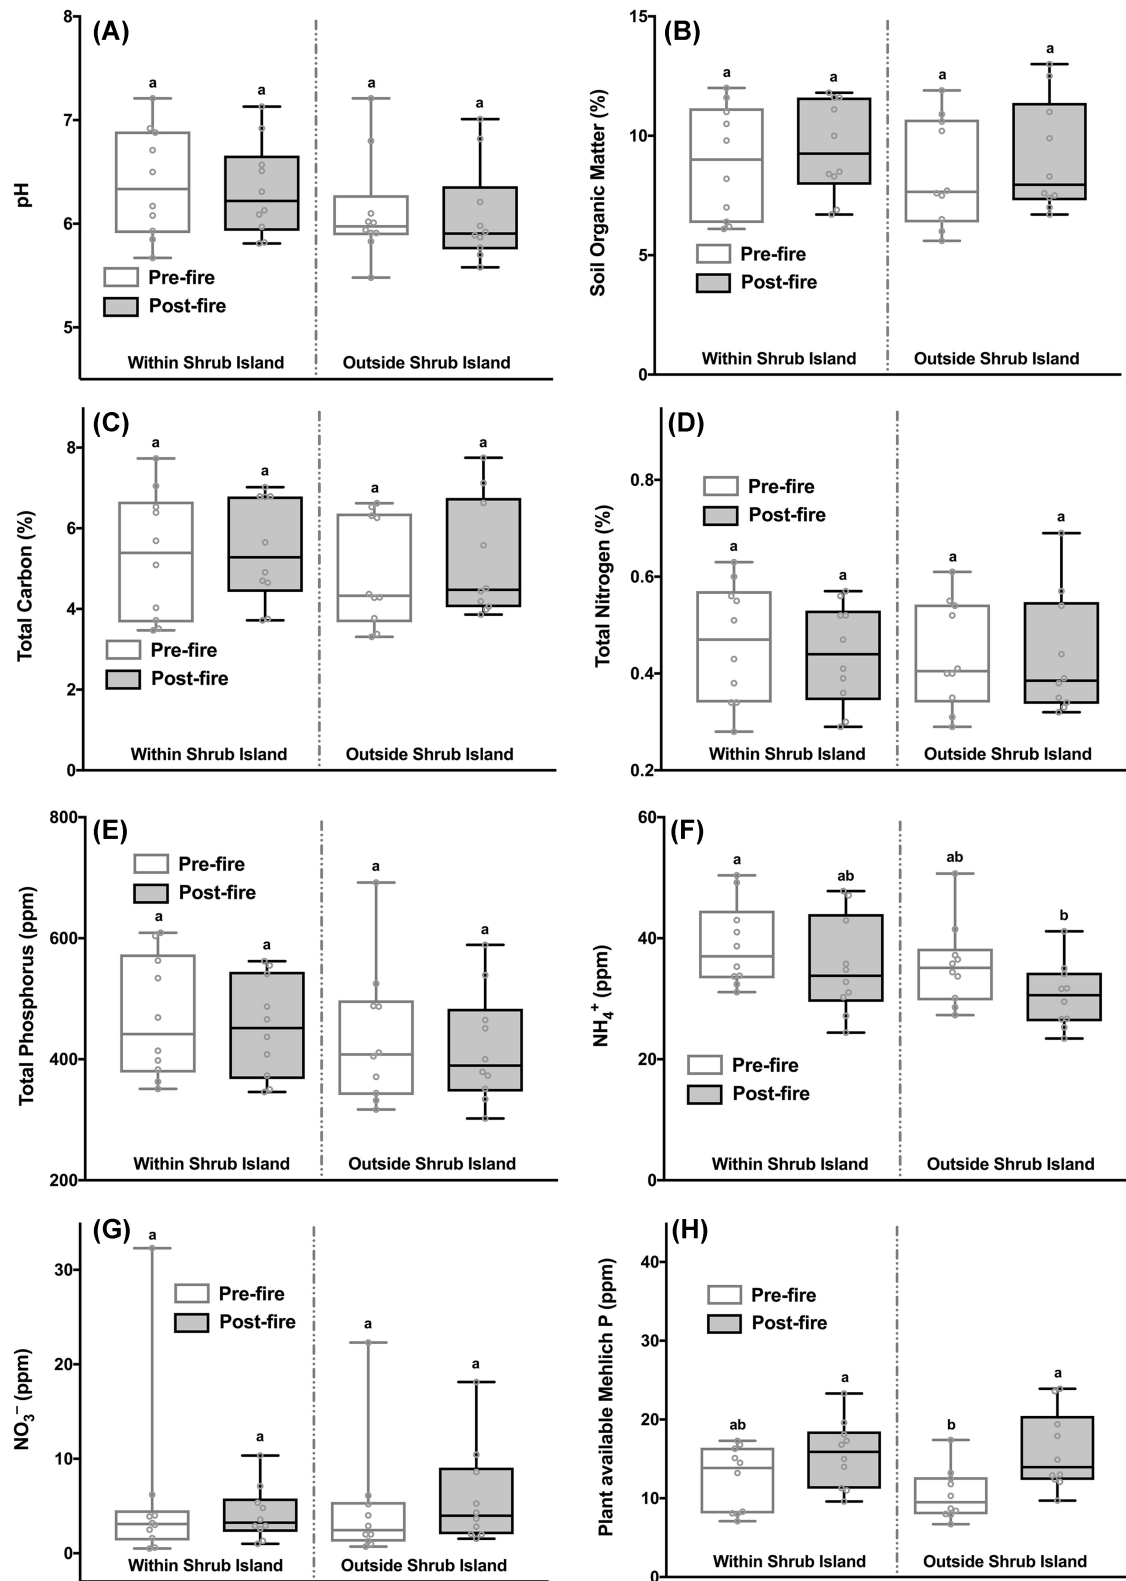 (A)
pH
8
7
6
5
a
a
a
a
Pre-fire
Post-fire
Within Shrub Island
Outside Shrub Island
(B)
Soil Organic Matter (%)
15
10
5
0
a
a
a
a
Pre-fire
Post-fire
Within Shrub Island
Outside Shrub Island
(C)
Total Carbon (%)
8
6
4
2
0
a
a
a
a
Pre-fire
Post-fire
Within Shrub Island
Outside Shrub Island
(D)
Total Nitrogen (%)
0.8
0.6
0.4
0.2
Pre-fire
Post-fire
a
a
a
a
Within Shrub Island
Outside Shrub Island
(E)
Total Phosphorus (ppm)
800
600
400
200
Pre-fire
Post-fire
a
a
a
a
Within Shrub Island
Outside Shrub Island
(F)
NH₄⁺ (ppm)
60
40
20
0
a
ab
ab
b
Pre-fire
Post-fire
Within Shrub Island
Outside Shrub Island
(G)
NO₃⁻ (ppm)
30
20
10
0
a
a
a
a
Pre-fire
Post-fire
Within Shrub Island
Outside Shrub Island
(H)
Plant available Mehlich P (ppm)
40
30
20
10
0
Pre-fire
Post-fire
ab
a
b
a
Within Shrub Island
Outside Shrub Island